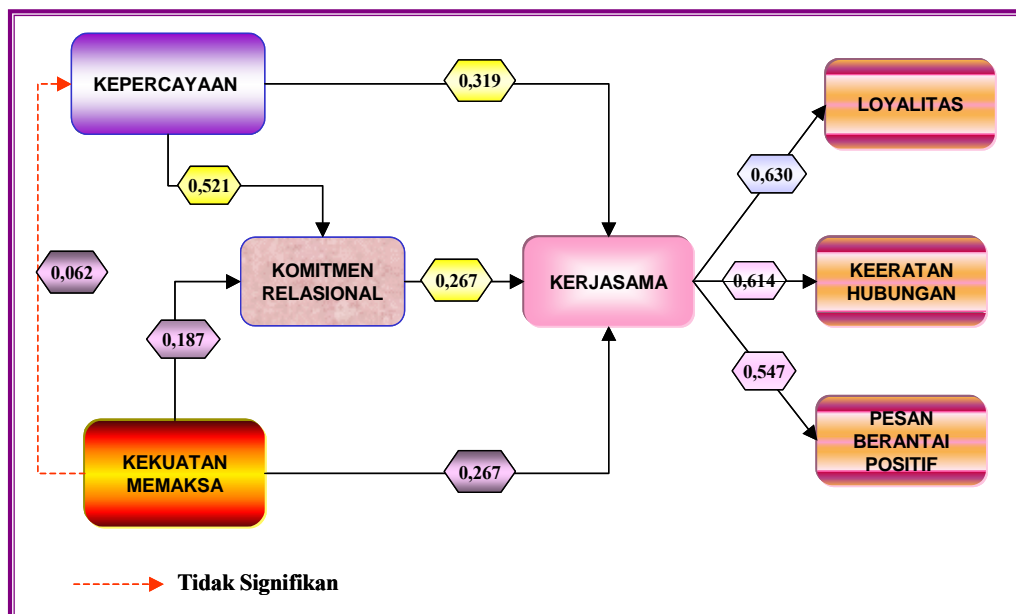 KEPERCAYAAN
0,319
LOYALITAS
0,630
0,521
KOMITMEN
RELASIONAL
0,267
KERJASAMA
0,614
KEERATAN
HUBUNGAN
0,062
0,187
0,547
KEKUATAN
MEMAKSA
0,267
PESAN
BERANTAI
POSITIF
Tidak Signifikan